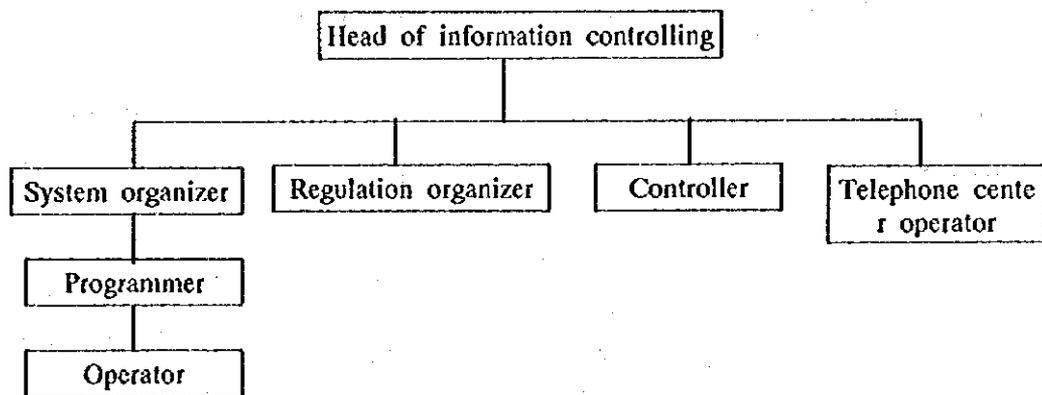 Head of information controlling
System organizer
Regulation organizer
Controller
Telephone cente
r operator
Programmer
Operator